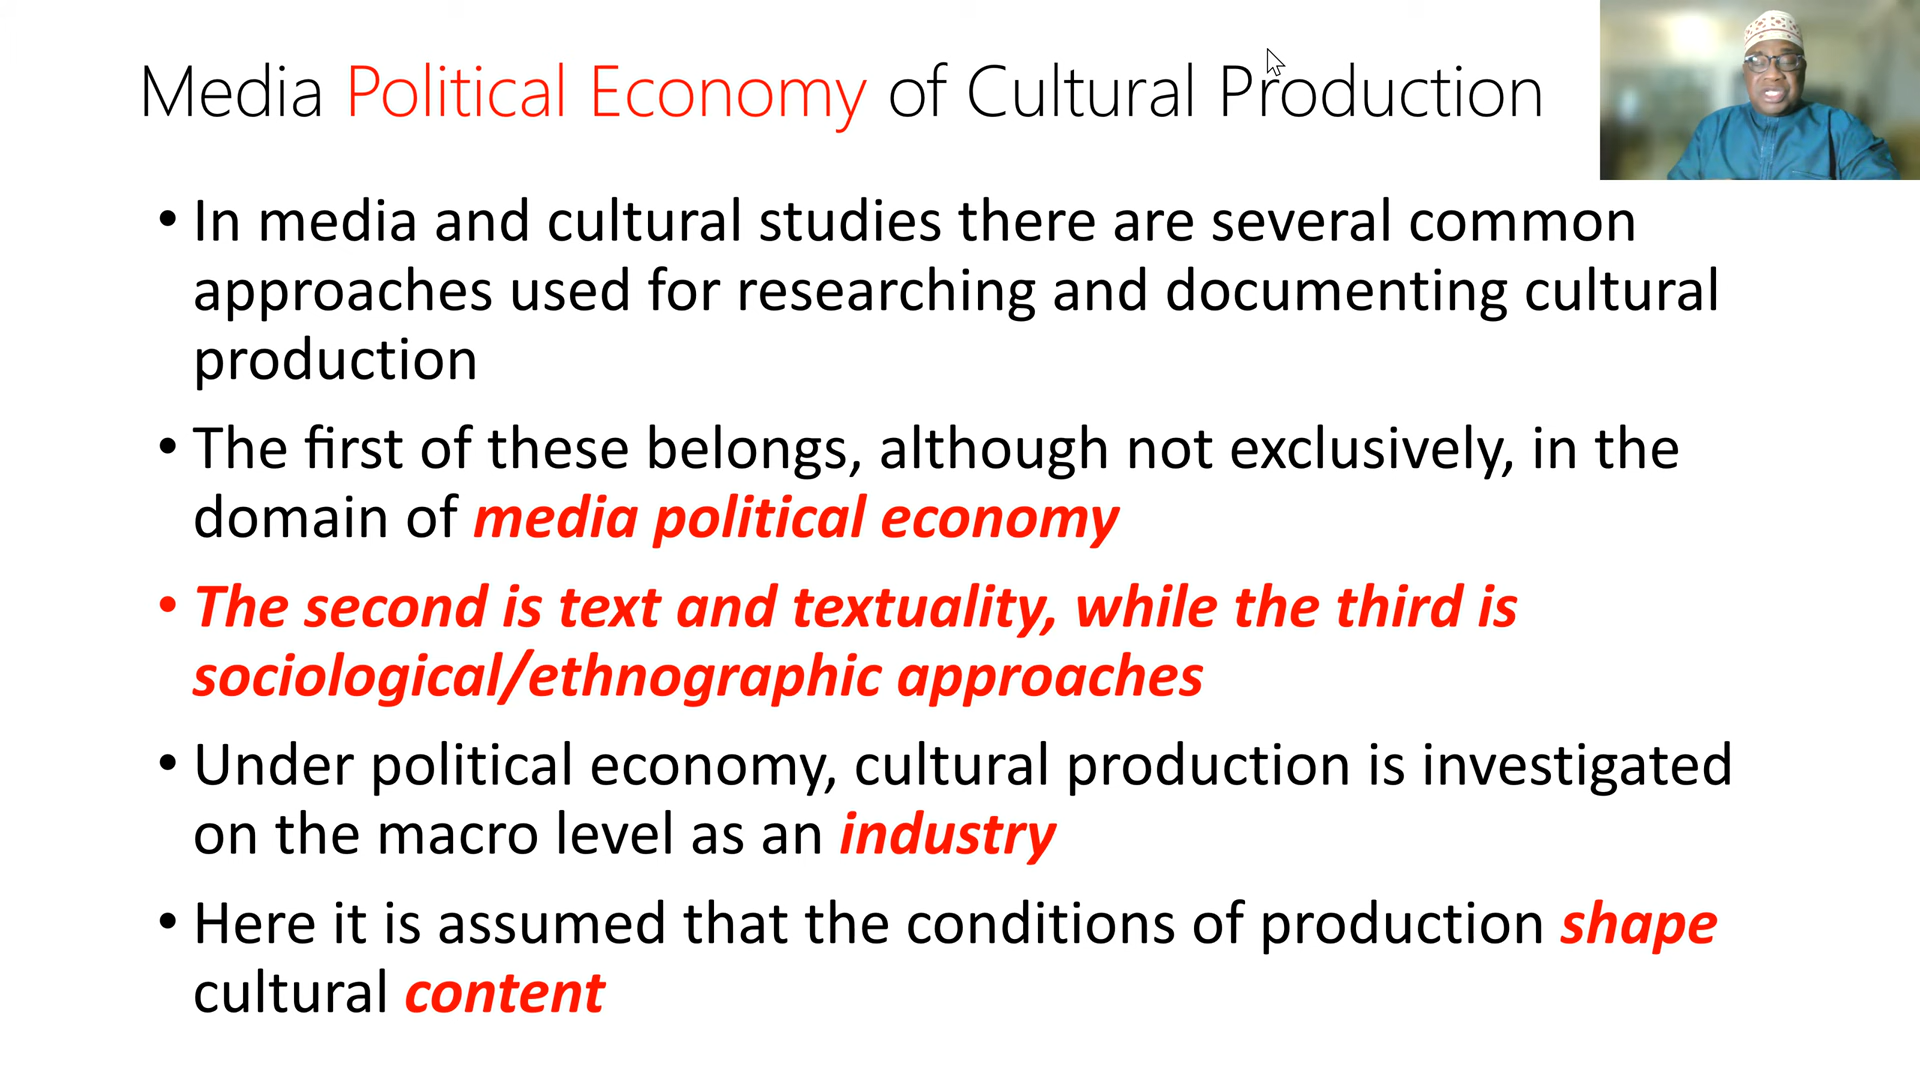 Media Political Economy of Cultural Production
• In media and cultural studies there are several common
approaches used for researching and documenting cultural
production
• The first of these belongs, although not exclusively, in the
domain of media political economy
• The second is text and textuality, while the third is
sociological/ethnographic approaches
• Under political economy, cultural production is investigated
on the macro level as an industry
• Here it is assumed that the conditions of production shape
cultural content